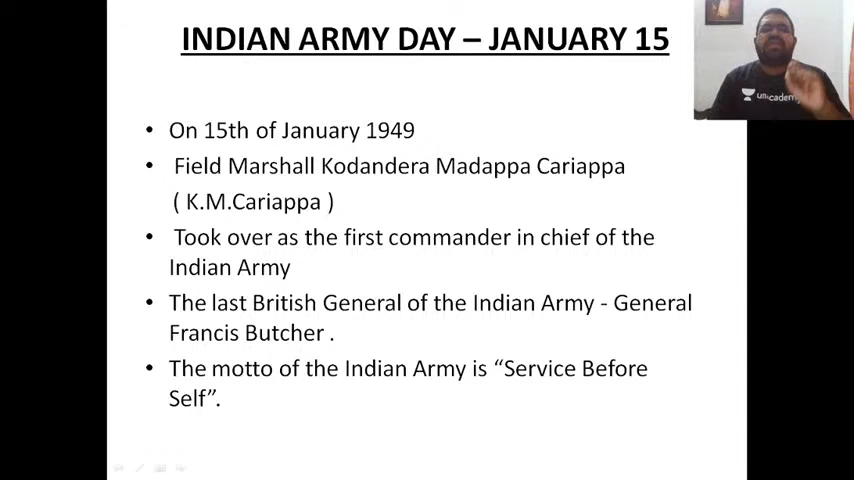 INDIAN ARMY DAY – JANUARY 15
unacademy
• On 15th of January 1949
• Field Marshall Kodandera Madappa Cariappa
( K.M.Cariappa )
• Took over as the first commander in chief of the
Indian Army
• The last British General of the Indian Army - General
Francis Butcher .
• The motto of the Indian Army is “Service Before
Self”.